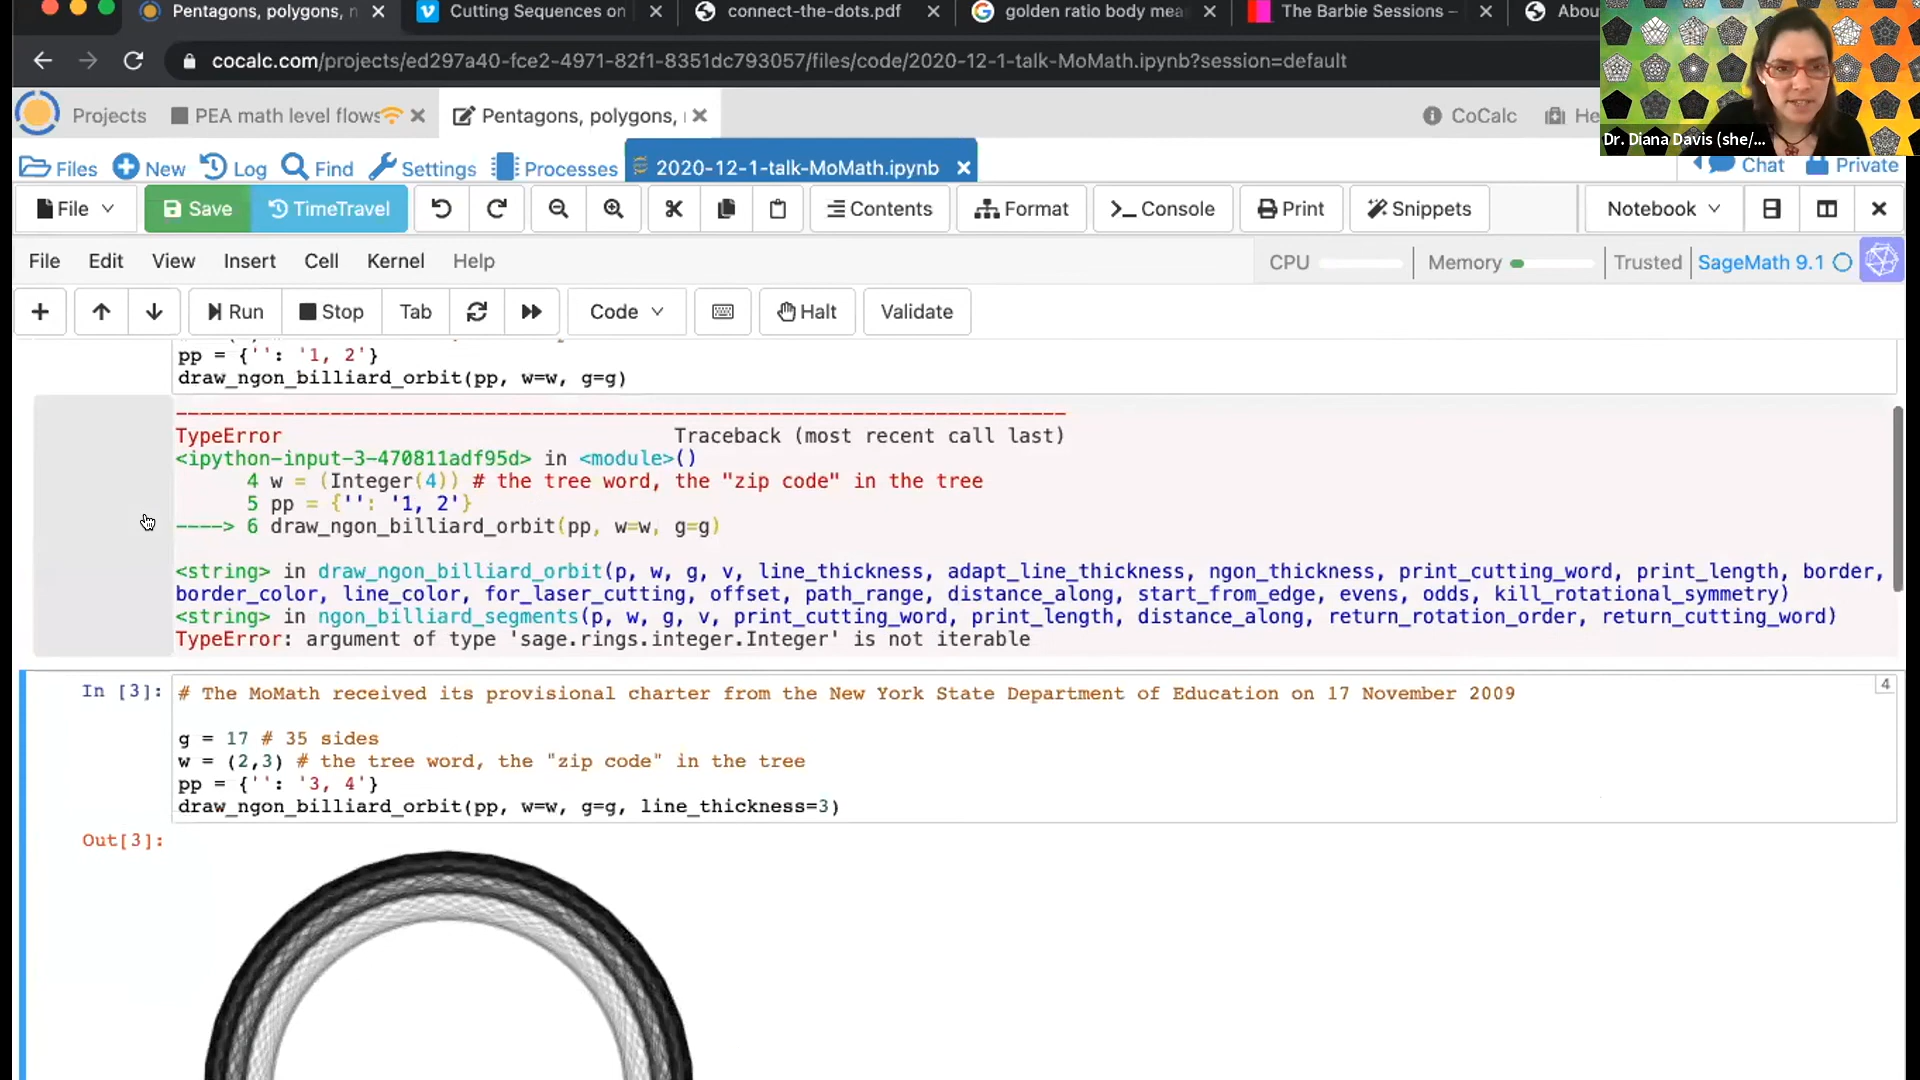 Pentagons, polygons, n
Cutting Sequences on
connect-the-dots.pdf
golden ratio body mea
The Barbie Sessions –
Abou
cocalc.com/projects/ed297a40-fce2-4971-82f1-8351dc793057/files/code/2020-12-1-talk-MoMath.ipynb?session=default
Projects
PEA math level flows
Pentagons, polygons,
CoCalc
He
Dr. Diana Davis (she/...
Files
New
Log
Find
Settings
Processes
2020-12-1-talk-MoMath.ipynb
Chat
Private
File
Save
TimeTravel
Contents
Format
Console
Print
Snippets
Notebook
File Edit View Insert Cell Kernel Help
CPU
Memory
Trusted
SageMath 9.1
Run
Stop
Tab
Code
Halt
Validate
pp = {'': '1, 2'}
draw_ngon_billiard_orbit(pp, w=w, g=g)
---------------------------------------------------------------------------
TypeError                                 Traceback (most recent call last)
<ipython-input-3-470811adf95d> in <module>()
      4 w = (Integer(4)) # the tree word, the "zip code" in the tree
      5 pp = {'': '1, 2'}
----> 6 draw_ngon_billiard_orbit(pp, w=w, g=g)
<string> in draw_ngon_billiard_orbit(p, w, g, v, line_thickness, adapt_line_thickness, ngon_thickness, print_cutting_word, print_length, border,
border_color, line_color, for_laser_cutting, offset, path_range, distance_along, start_from_edge, evens, odds, kill_rotational_symmetry)
<string> in ngon_billiard_segments(p, w, g, v, print_cutting_word, print_length, distance_along, return_rotation_order, return_cutting_word)
TypeError: argument of type 'sage.rings.integer.Integer' is not iterable
In [3]:
# The MoMath received its provisional charter from the New York State Department of Education on 17 November 2009
4
g = 17 # 35 sides
w = (2,3) # the tree word, the "zip code" in the tree
pp = {'': '3, 4'}
draw_ngon_billiard_orbit(pp, w=w, g=g, line_thickness=3)
Out[3]: